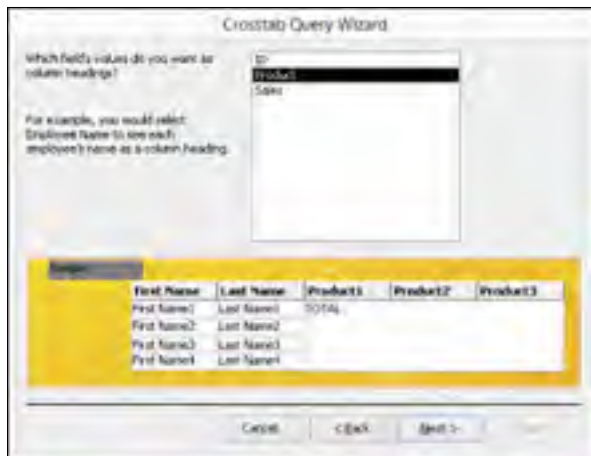 Crosstab Query Wizard
Which field's values do you want as
column headings?
ID
Product
Sales
For example, you would select
Employee Name to see each
employee's name as a column heading.
First Name Last Name Product1 Product2 Product3
First Name1 Last Name1 TOTAL
First Name2 Last Name2
First Name3 Last Name3
First Name4 Last Name4
Cancel < Back Next >